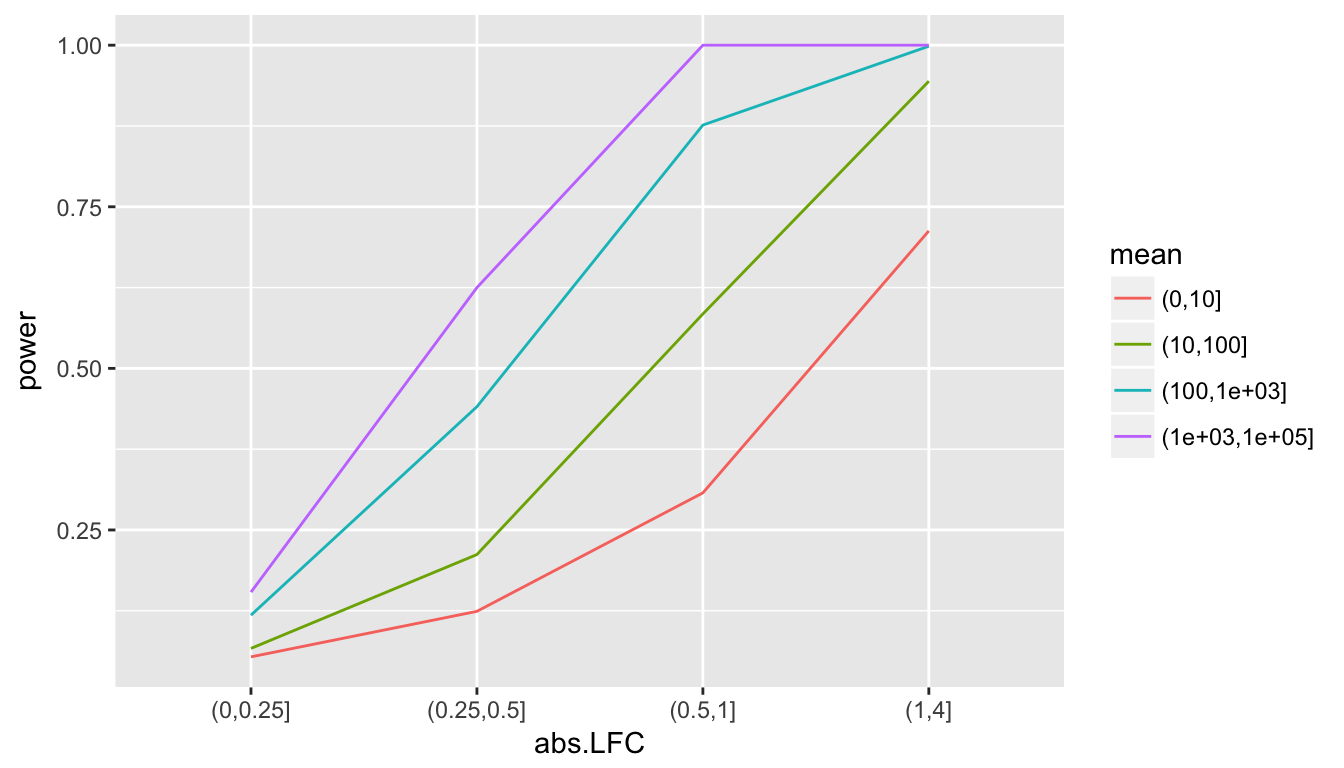 1.00
0.75
0.50
0.25
power
(0,0.25]
(0.25,0.5]
(0.5,1]
(1,4]
abs.LFC
mean
(0,10]
(10,100]
(100,1e+03]
(1e+03,1e+05]